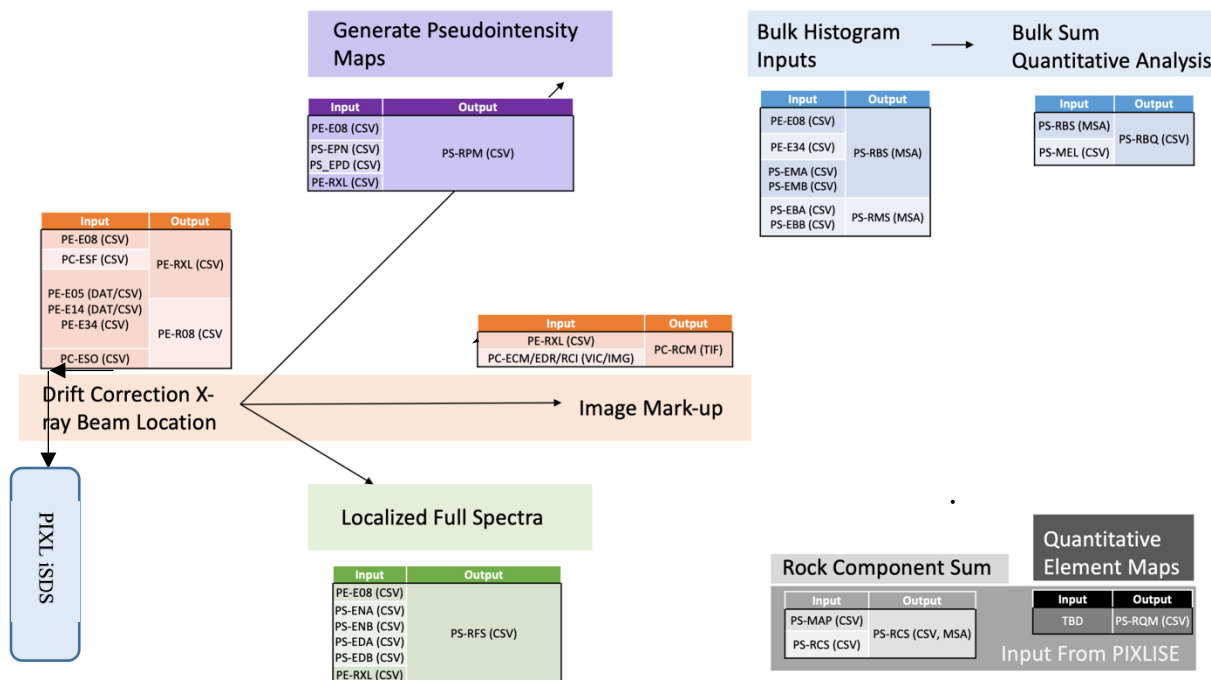 Generate Pseudointensity
Maps
Input Output
PE-E08 (CSV)
PS-EPN (CSV)
PS_EPD (CSV)
PE-RXL (CSV)
PS-RPM (CSV)
Bulk Histogram
Inputs
Input Output
PE-E08 (CSV)
PE-E34 (CSV)
PS-EMA (CSV)
PS-EMB (CSV)
PS-RBS (MSA)
PS-EBA (CSV)
PS-EBB (CSV)
PS-RMS (MSA)
Bulk Sum
Quantitative Analysis
Input Output
PS-RBS (MSA)
PS-MEL (CSV)
PS-RBQ (CSV)
Input Output
PE-E08 (CSV)
PC-ESF (CSV)
PE-RXL (CSV)
PE-E05 (DAT/CSV)
PE-E14 (DAT/CSV)
PE-E34 (CSV)
PE-R08 (CSV
PC-ESO (CSV)
Input Output
PE-RXL (CSV)
PC-ECM/EDR/RCI (VIC/IMG)
PC-RCM (TIF)
Drift Correction X-
ray Beam Location
Image Mark-up
PIXL iSDS
Localized Full Spectra
Input Output
PE-E08 (CSV)
PS-ENA (CSV)
PS-ENB (CSV)
PS-EDA (CSV)
PS-EDB (CSV)
PE-RXL (CSV)
PS-RFS (CSV)
Rock Component Sum
Input Output
PS-MAP (CSV)
PS-RCS (CSV)
PS-RCS (CSV, MSA)
Quantitative
Element Maps
Input Output
TBD PS-RQM (CSV)
Input From PIXLISE